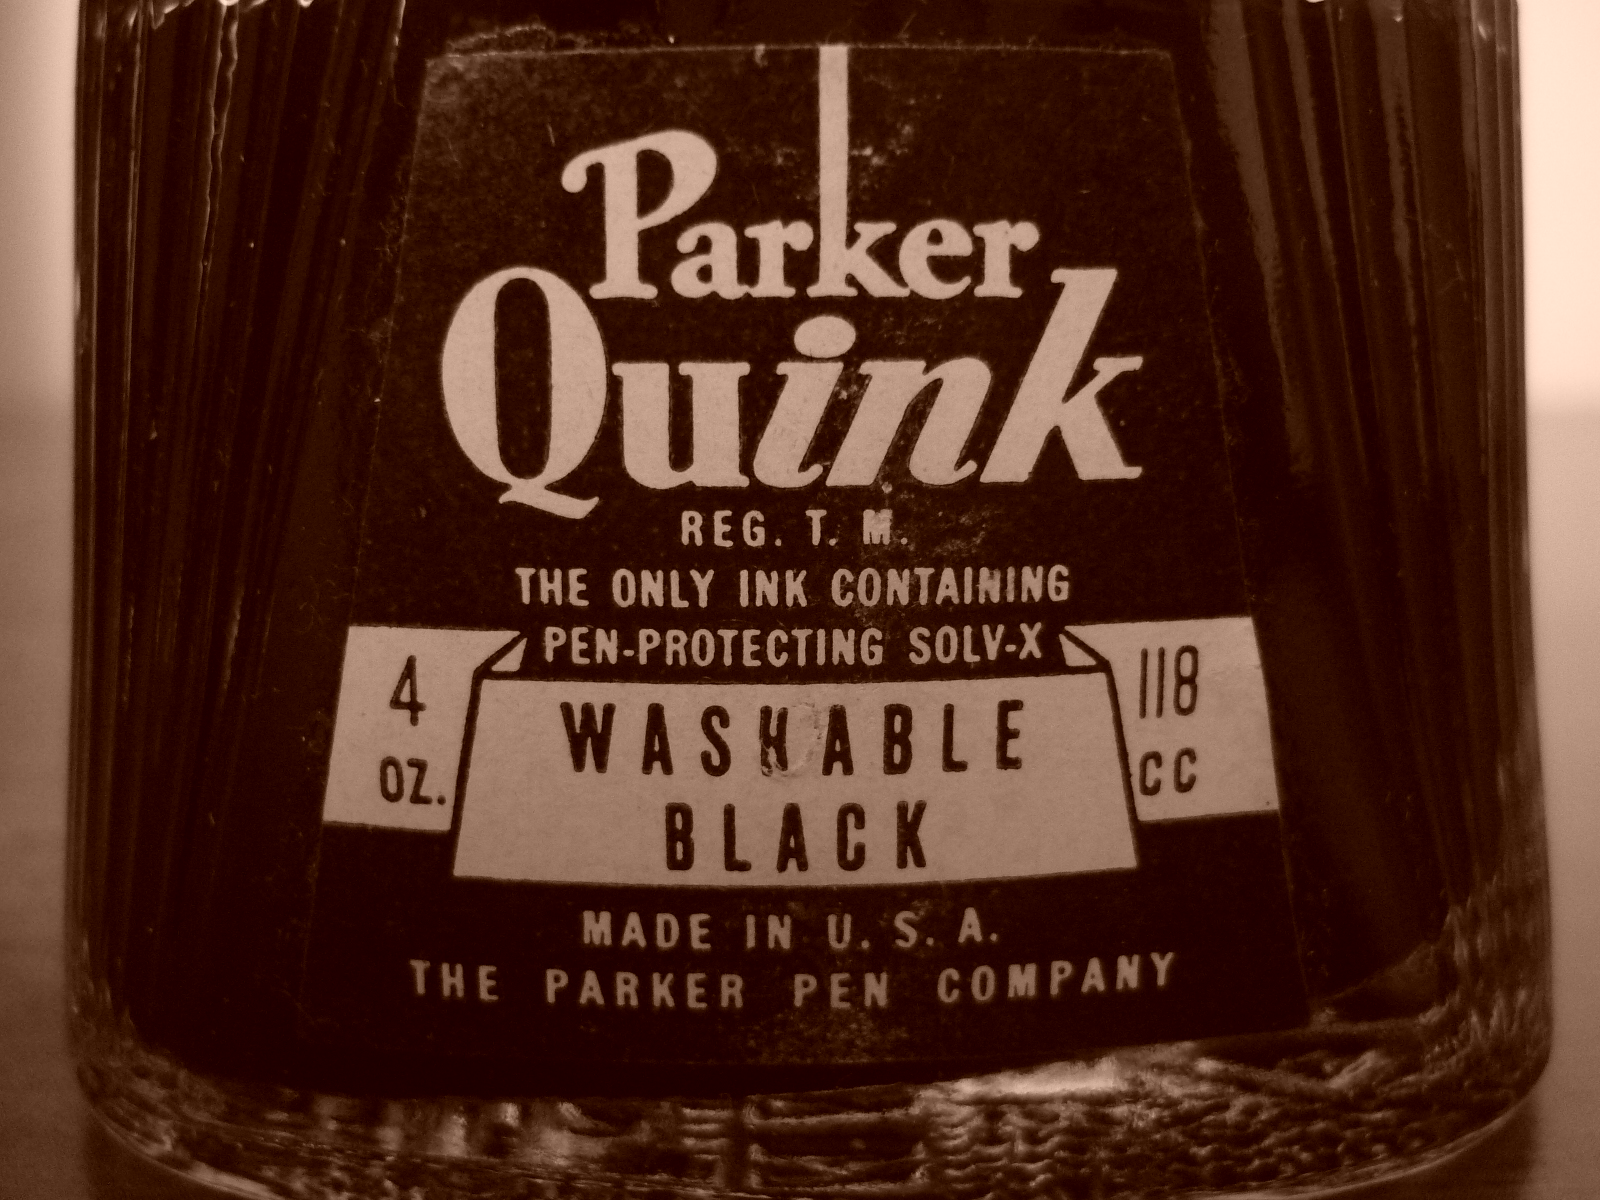 Parker
Quink
REG. T. M.
THE ONLY INK CONTAINING
PEN-PROTECTING SOLV-X
4
OZ.
WASHABLE
BLACK
118
CC
MADE IN U. S. A.
THE PARKER PEN COMPANY